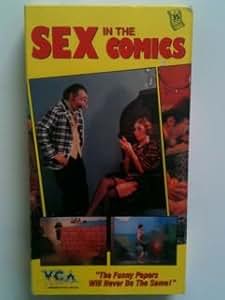 SEX IN THE
COMICS
VCA
"The Funny Papers
Will Never Be The Same!"